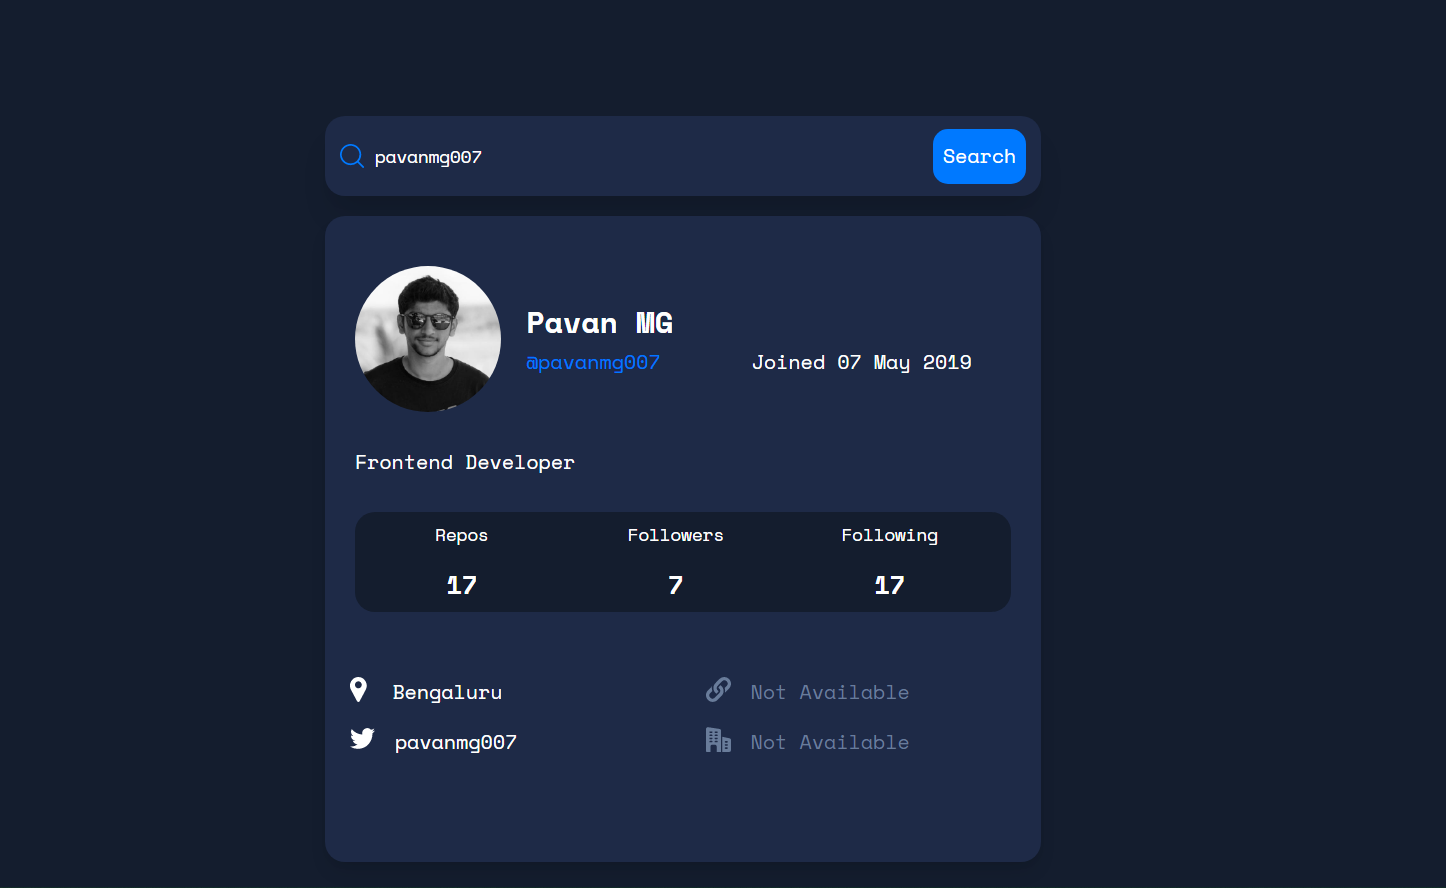 pavanmg007 Search
Pavan MG
@pavanmg007 Joined 07 May 2019
Frontend Developer
Repos Followers Following
17 7 17
Bengaluru Not Available
pavanmg007 Not Available